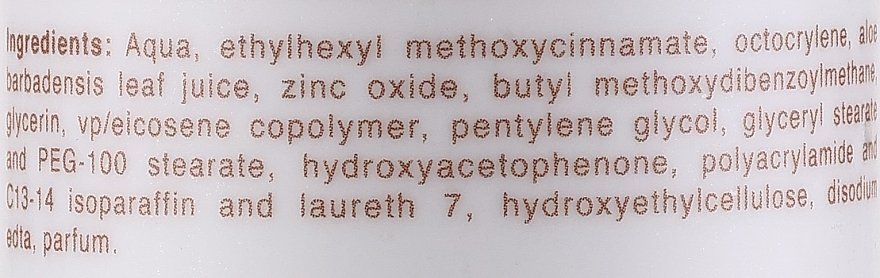 Ingredients: Aqua, ethylhexyl methoxycinnamate, octocrylene, aloe
barbadensis leaf juice, zinc oxide, butyl methoxydibenzoylmethane,
glycerin, vp/eicosene copolymer, pentylene glycol, glyceryl stearate
and PEG-100 stearate, hydroxyacetophenone, polyacrylamide and
C13-14 isoparaffin and laureth 7, hydroxyethylcellulose, disodium
edta, parfum.